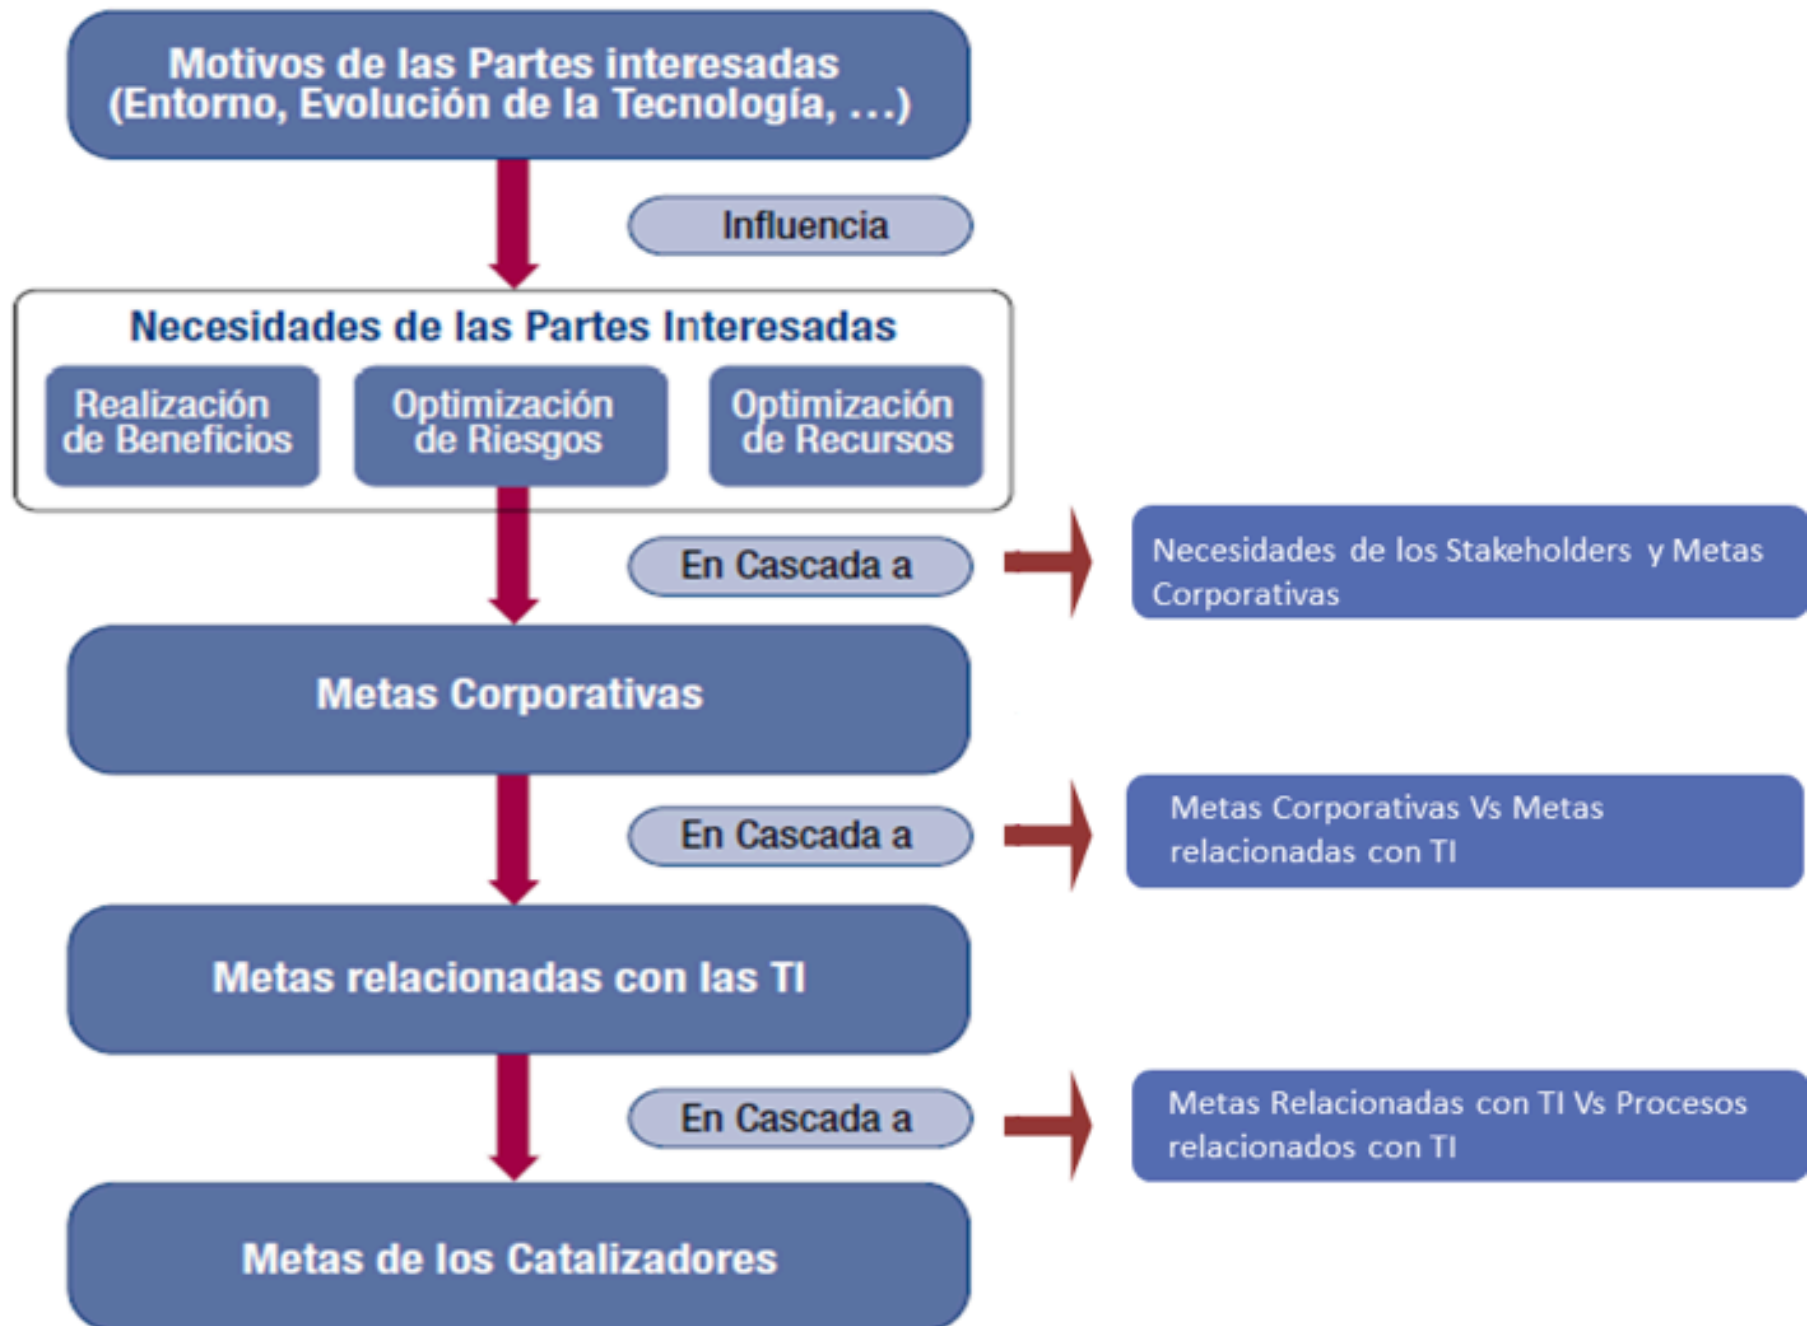 Motivos de las Partes interesadas
(Entorno, Evolución de la Tecnología, ...)
Influencia
Necesidades de las Partes Interesadas
Realización
de Beneficios
Optimización
de Riesgos
Optimización
de Recursos
En Cascada a
Necesidades de los Stakeholders y Metas
Corporativas
Metas Corporativas
En Cascada a
Metas Corporativas Vs Metas
relacionadas con TI
Metas relacionadas con las TI
En Cascada a
Metas Relacionadas con TI Vs Procesos
relacionados con TI
Metas de los Catalizadores